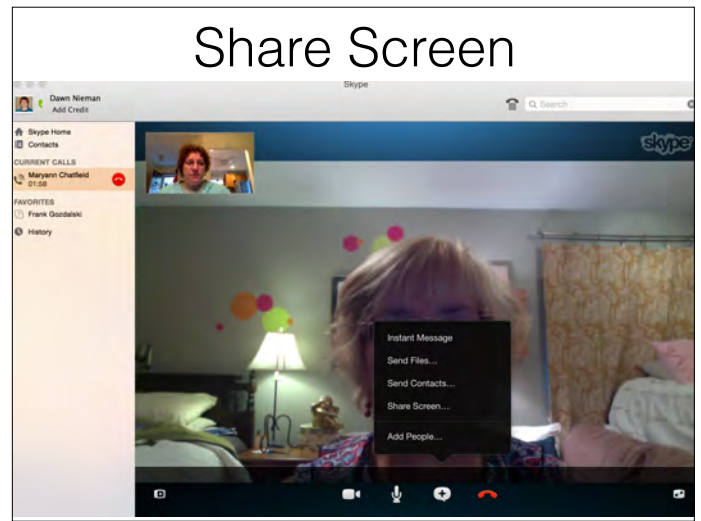 Share Screen
Skype
Dawn Nieman
Add Credit
Search
Skype Home
Contacts
CURRENT CALLS
Maryann Chatfield
01:58
FAVORITES
Frank Gozdalski
History
skype
Instant Message
Send Files...
Send Contacts...
Share Screen...
Add People...